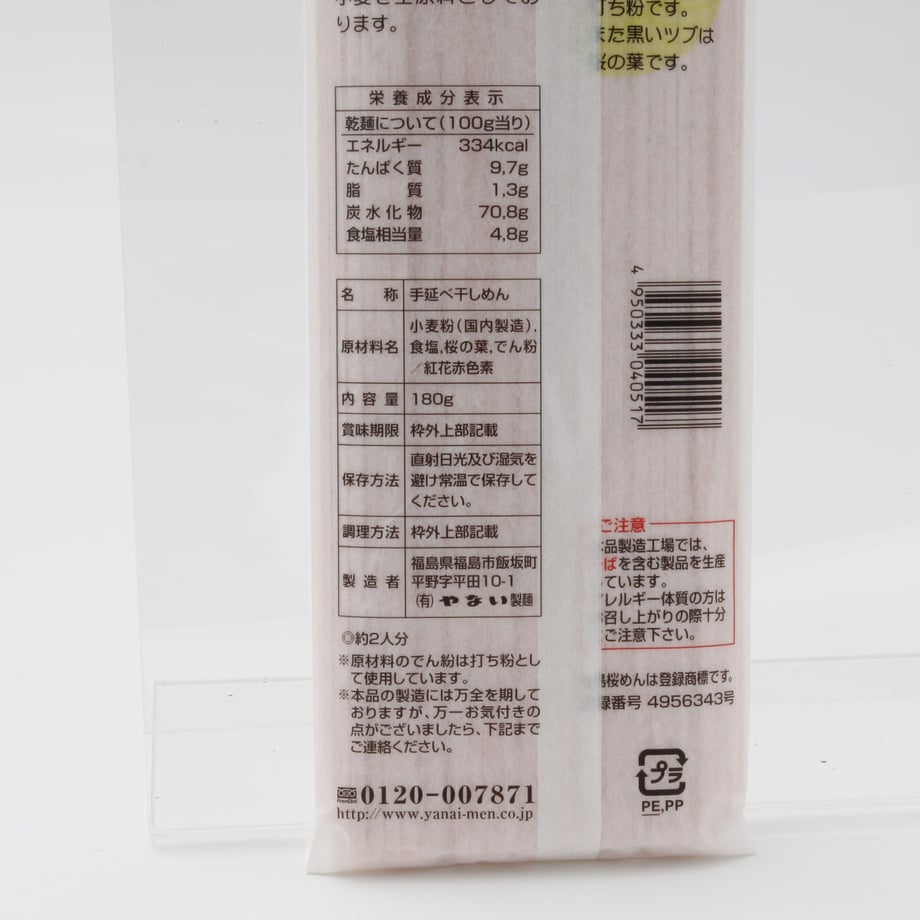 ります。
打ち粉です。
また黒いツブは
桜の葉です。
栄養成分表示
乾麺について(100g当り)
エネルギー 334kcal
たんぱく質 9,7g
脂質 1,3g
炭水化物 70,8g
食塩相当量 4,8g
名称 手延べ干しめん
原材料名 小麦粉(国内製造),
食塩,桜の葉,でん粉
/紅花赤色素
内容量 180g
賞味期限 枠外上部記載
保存方法 直射日光及び湿気を
避け常温で保存して
ください。
調理方法 枠外上部記載
製造者 福島県福島市飯坂町
平野字平田10-1
(有)やない製麺
◎約2人分
※原材料のでん粉は打ち粉とし
て使用しています。
※本品の製造には万全を期して
おりますが、万一お気付きの
点がございましたら、下記まで
ご連絡ください。
0120-007871
http://www.yanai-men.co.jp
4 950333 040517
ご注意
品製造工場では、
ばを含む製品を生産
ています。
レルギー体質の方は
召し上がりの際十分
ご注意下さい。
桜めんは登録商標です。
録番号 4956343号
プラ
PE,PP